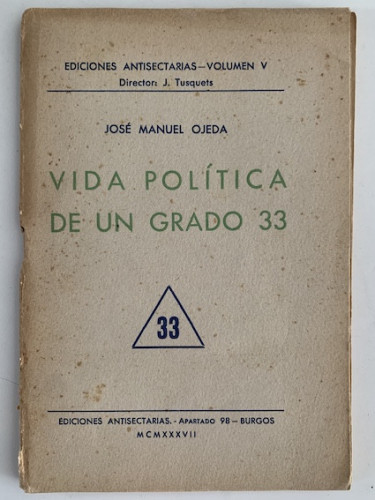 EDICIONES ANTISECTARIAS—VOLUMEN V
Director: J. Tusquets
JOSÉ MANUEL OJEDA
VIDA POLÍTICA
DE UN GRADO 33
33
EDICIONES ANTISECTARIAS. - APARTADO 98 — BURGOS
MCMXXXVII